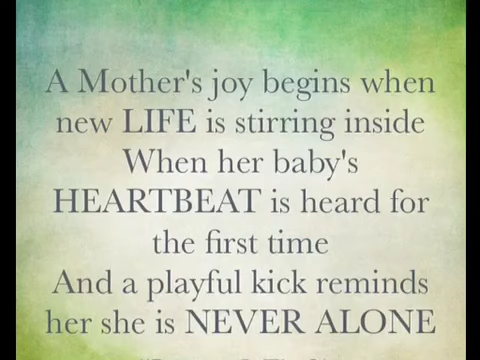 A Mother's joy begins when
new LIFE is stirring inside
When her baby's
HEARTBEAT is heard for
the first time
And a playful kick reminds
her she is NEVER ALONE